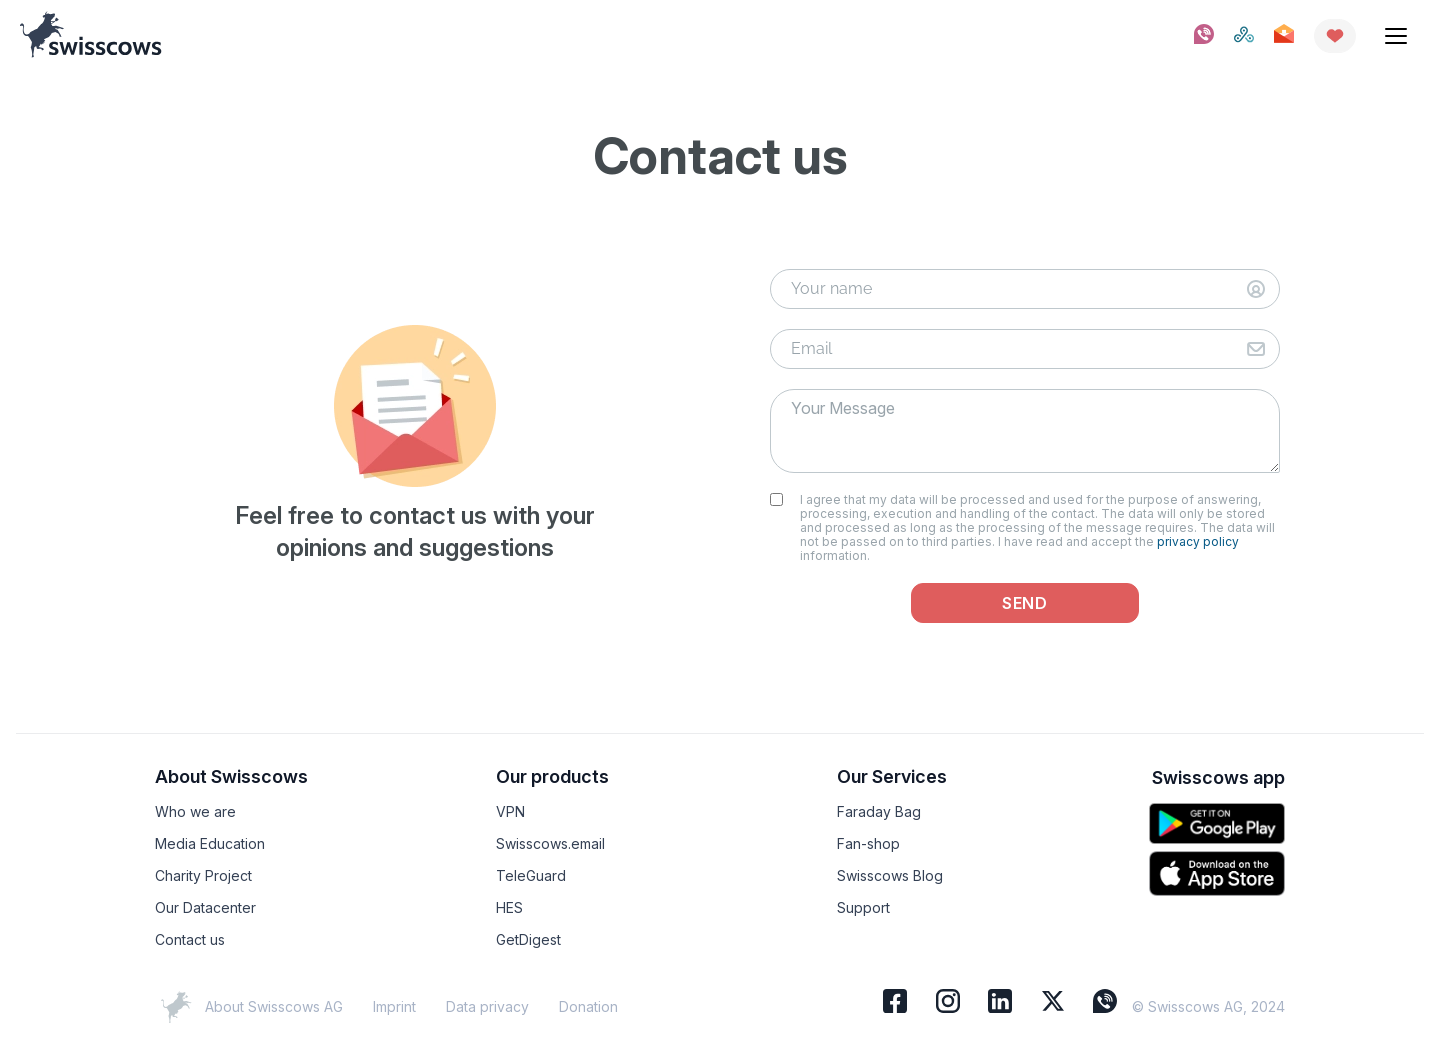 swisscows
Contact us
Your name
Email
Your Message
Feel free to contact us with your
opinions and suggestions
I agree that my data will be processed and used for the purpose of answering,
processing, execution and handling of the contact. The data will only be stored
and processed as long as the processing of the message requires. The data will
not be passed on to third parties. I have read and accept the privacy policy
information.
SEND
About Swisscows
Who we are
Media Education
Charity Project
Our Datacenter
Contact us
Our products
VPN
Swisscows.email
TeleGuard
HES
GetDigest
Our Services
Faraday Bag
Fan-shop
Swisscows Blog
Support
Swisscows app
GET IT ON
Google Play
Download on the
App Store
About Swisscows AG Imprint Data privacy Donation
© Swisscows AG, 2024